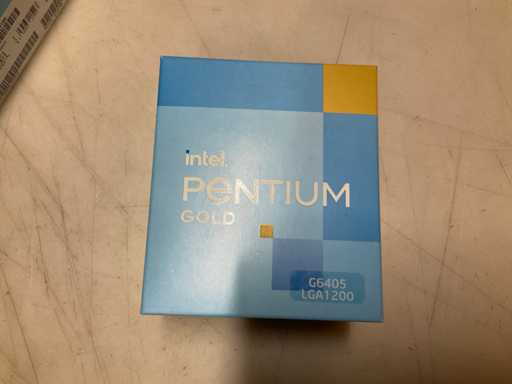 intel.
PENTIUM
GOLD
G6405
LGA1200